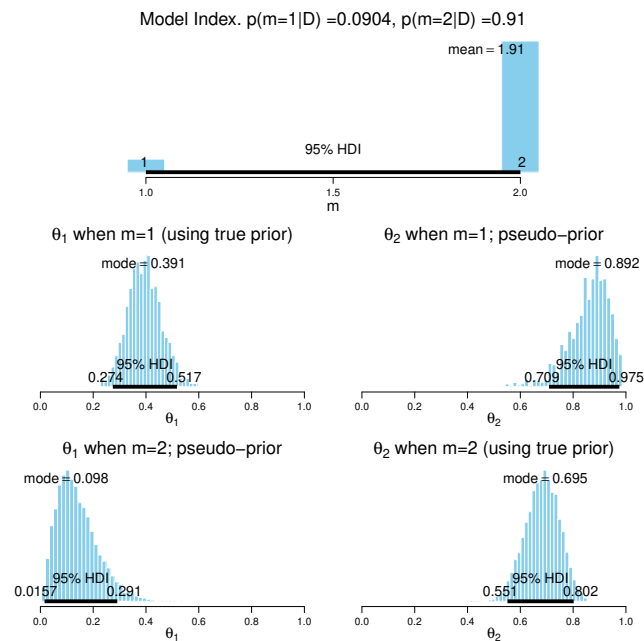 Model Index. p(m=1|D) =0.0904, p(m=2|D) =0.91
mean = 1.91
95% HDI
1 2
1.0 1.5 2.0
m
θ1 when m=1 (using true prior)
mode = 0.391
95% HDI
0.274 0.517
0.0 0.2 0.4 0.6 0.8 1.0
θ1
θ2 when m=1; pseudo−prior
mode = 0.892
95% HDI
0.709 0.975
0.0 0.2 0.4 0.6 0.8 1.0
θ2
θ1 when m=2; pseudo−prior
mode = 0.098
95% HDI
0.0157 0.291
0.0 0.2 0.4 0.6 0.8 1.0
θ1
θ2 when m=2 (using true prior)
mode = 0.695
95% HDI
0.551 0.802
0.0 0.2 0.4 0.6 0.8 1.0
θ2